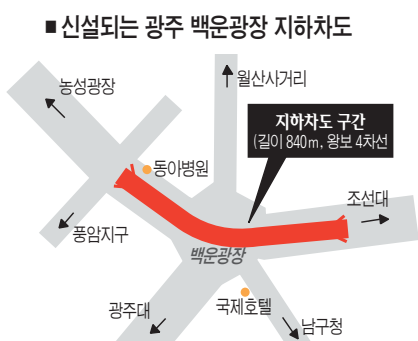 ■ 신설되는 광주 백운광장 지하차도
농성광장
월산사거리
지하차도 구간
(길이 840m, 왕보 4차선
동아병원
조선대
풍암지구
백운광장
광주대
국제호텔
남구청